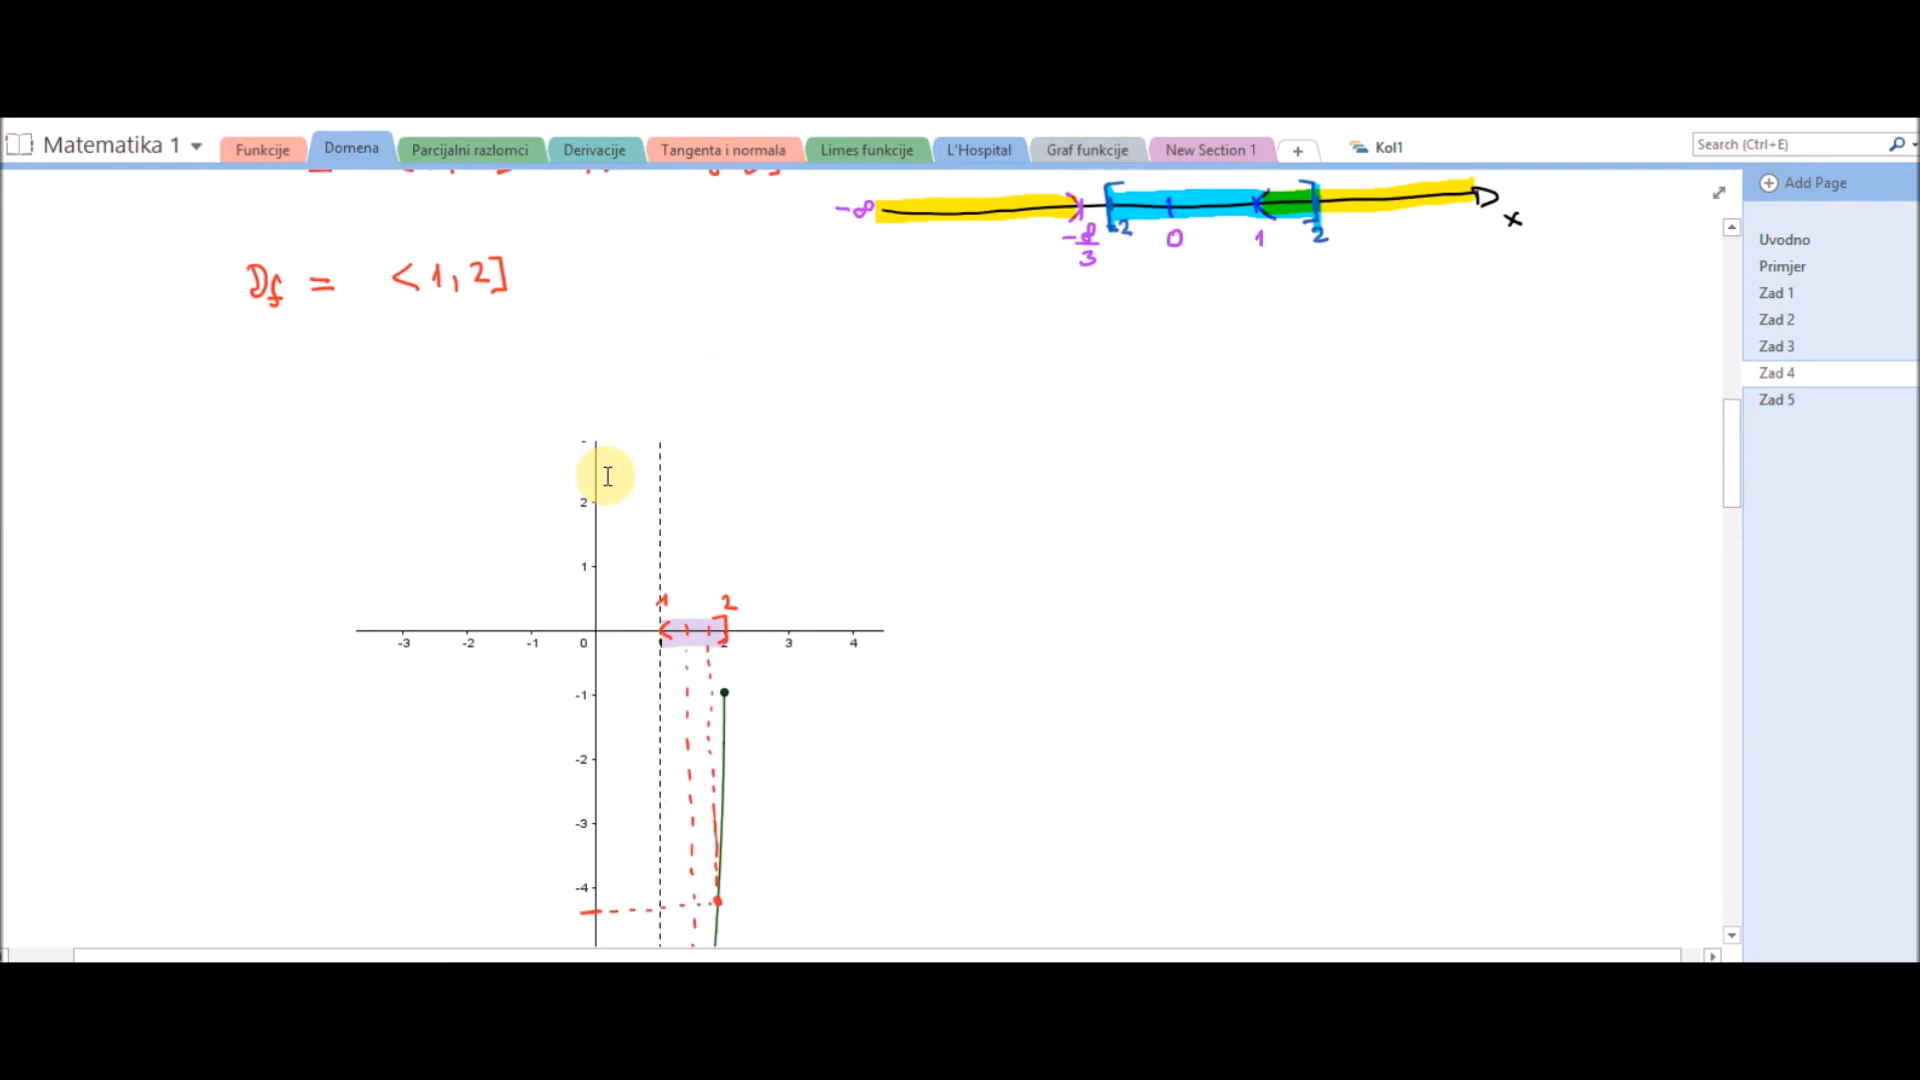 Matematika 1
Funkcije
Domena
Parcijalni razlomci
Derivacije
Tangenta i normala
Limes funkcije
L'Hospital
Graf funkcije
New Section 1
+
Kol1
Search (Ctrl+E)
Add Page
Uvodno
Primjer
Zad 1
Zad 2
Zad 3
Zad 4
Zad 5
-∞
-8/3
-2
0
1
2
x
Df = <1,2]
2
1
1 2
-3 -2 -1 0 3 4
-1
-2
-3
-4